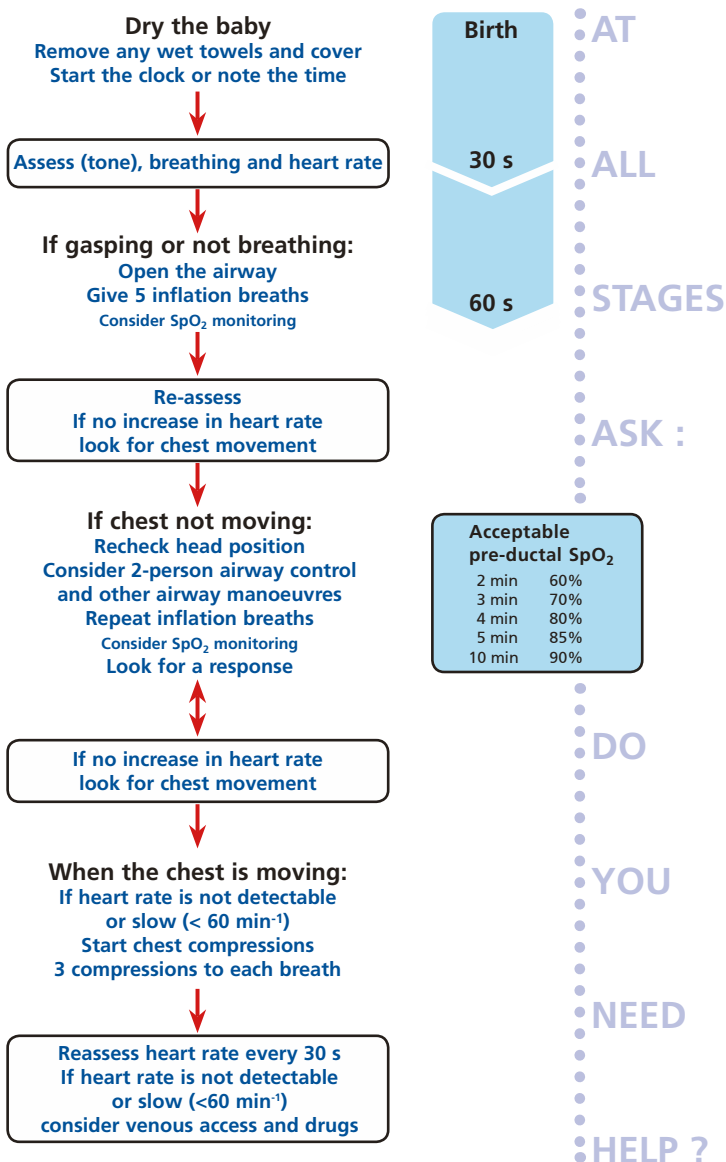 Dry the baby
Remove any wet towels and cover
Start the clock or note the time
Assess (tone), breathing and heart rate
If gasping or not breathing:
Open the airway
Give 5 inflation breaths
Consider SpO₂ monitoring
Re-assess
If no increase in heart rate
look for chest movement
If chest not moving:
Recheck head position
Consider 2-person airway control
and other airway manoeuvres
Repeat inflation breaths
Consider SpO₂ monitoring
Look for a response
If no increase in heart rate
look for chest movement
When the chest is moving:
If heart rate is not detectable
or slow (< 60 min⁻¹)
Start chest compressions
3 compressions to each breath
Reassess heart rate every 30 s
If heart rate is not detectable
or slow (<60 min⁻¹)
consider venous access and drugs
Birth
30 s
60 s
Acceptable
pre-ductal SpO₂
2 min 60%
3 min 70%
4 min 80%
5 min 85%
10 min 90%
AT
ALL
STAGES
ASK :
DO
YOU
NEED
HELP ?